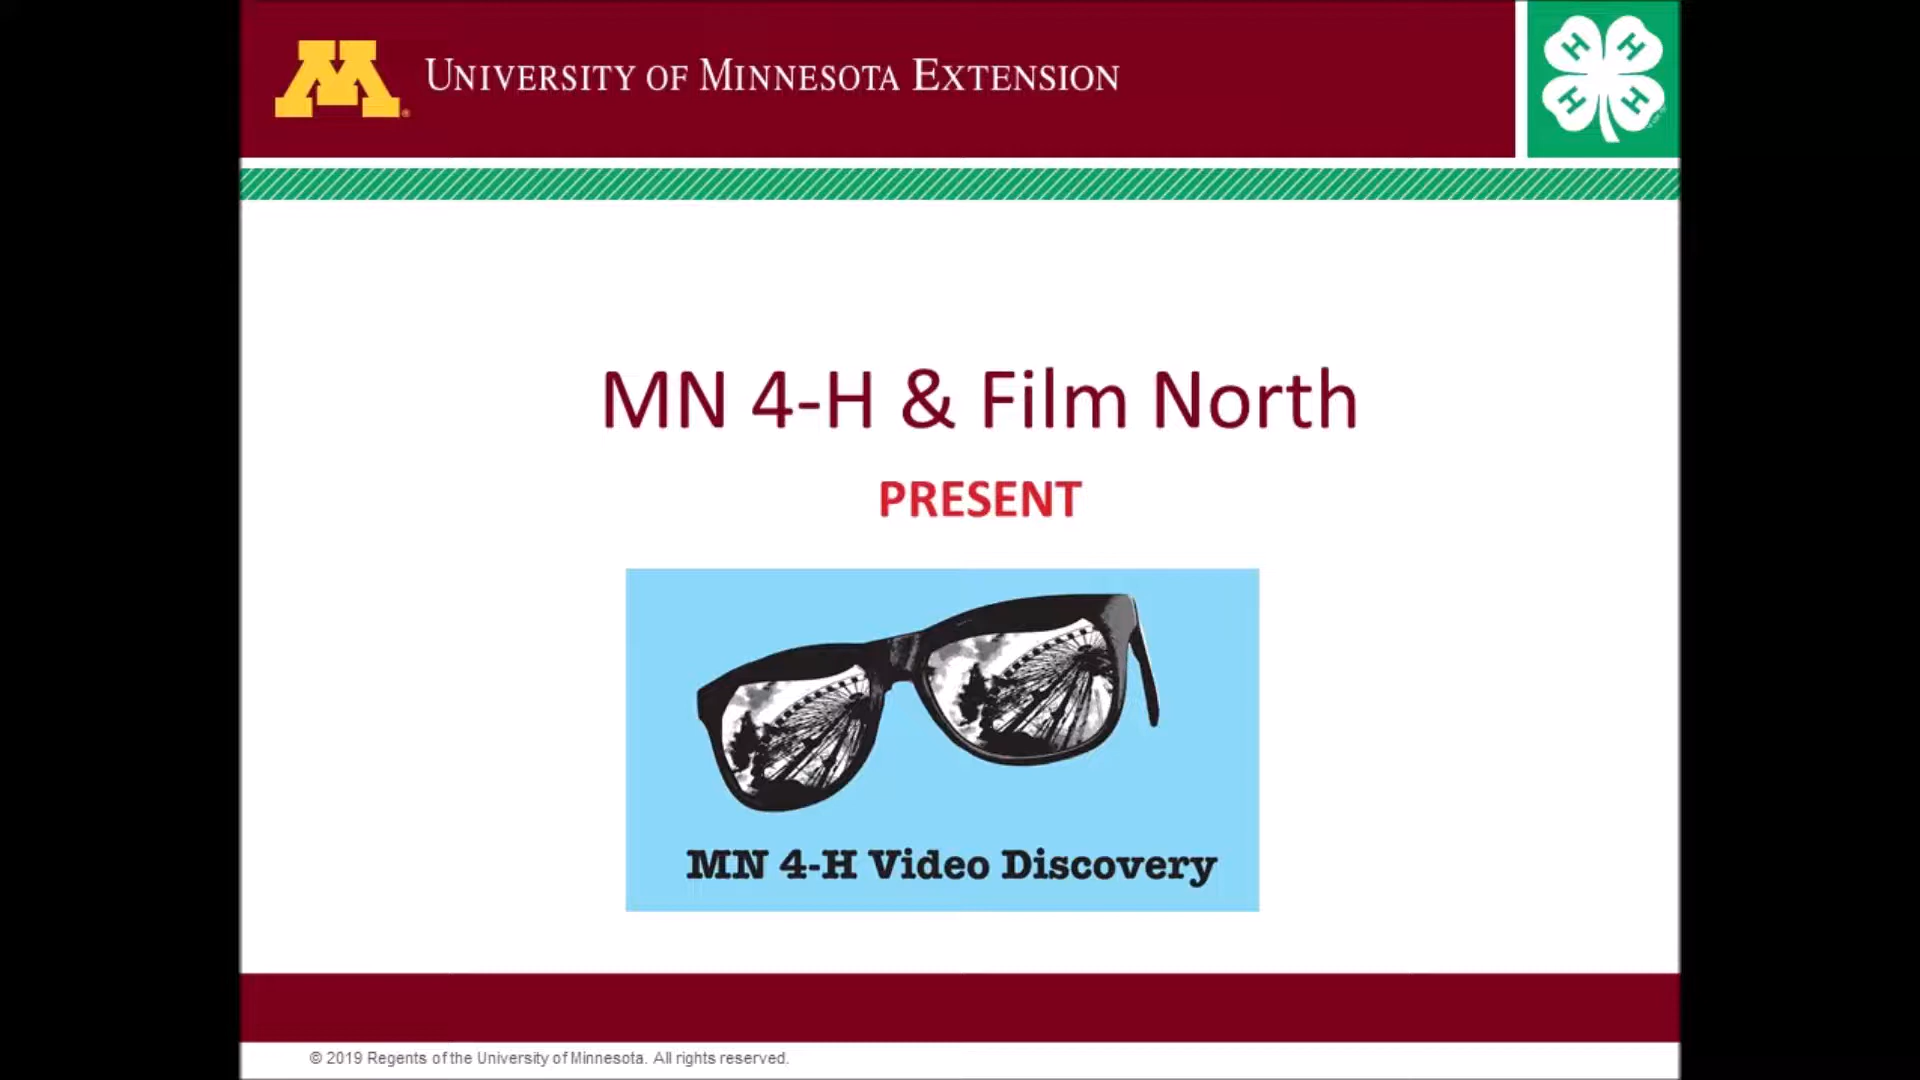 UNIVERSITY OF MINNESOTA EXTENSION
H H
H H
MN 4-H & Film North
PRESENT
MN 4-H Video Discovery
© 2019 Regents of the University of Minnesota. All rights reserved.